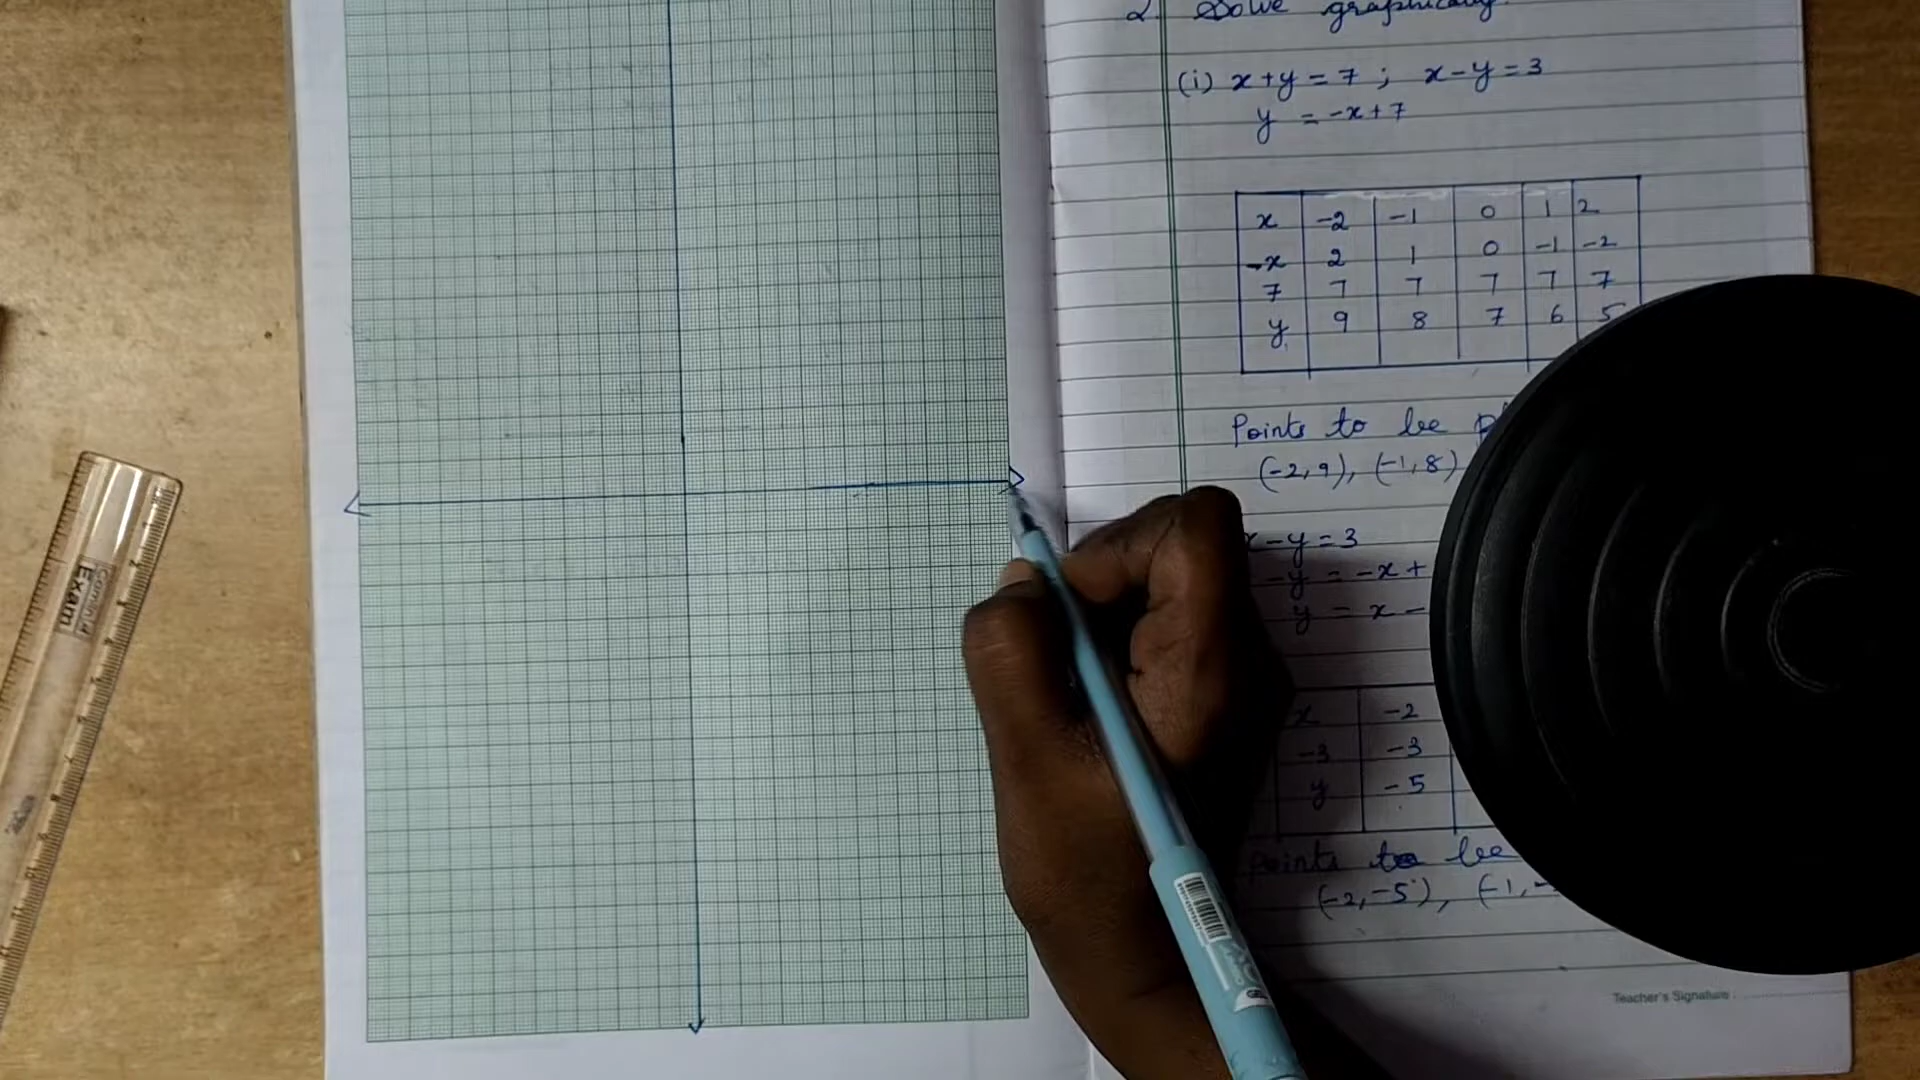 2. Solve graphically.
(i) x+y = 7 ; x-y = 3
y = -x+7
x -2 -1 0 1 2
-x 2 1 0 -1 -2
7 7 7 7 7 7
y 9 8 7 6 5
Points to be
(-2,9), (-1,8)
x-y = 3
-y = -x+
y = x-
x -2
-3 -3
y -5
Points to be
(-2,-5), (-1,-
Teacher's Signature :
Exam